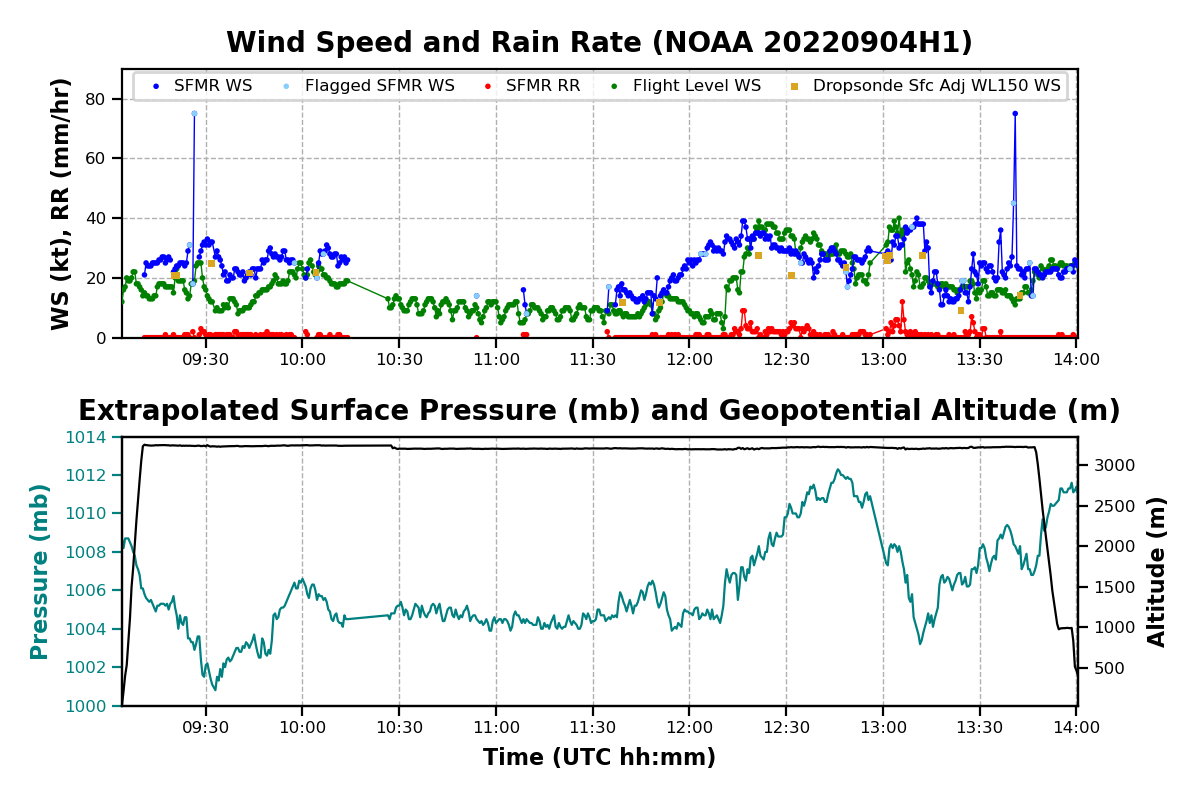 Wind Speed and Rain Rate (NOAA 20220904H1)
SFMR WS Flagged SFMR WS SFMR RR Flight Level WS Dropsonde Sfc Adj WL150 WS
WS (kt), RR (mm/hr)
80
60
40
20
0
09:30 10:00 10:30 11:00 11:30 12:00 12:30 13:00 13:30 14:00
Extrapolated Surface Pressure (mb) and Geopotential Altitude (m)
Pressure (mb)
1014
1012
1010
1008
1006
1004
1002
1000
3000
2500
2000
1500
1000
500
Altitude (m)
09:30 10:00 10:30 11:00 11:30 12:00 12:30 13:00 13:30 14:00
Time (UTC hh:mm)